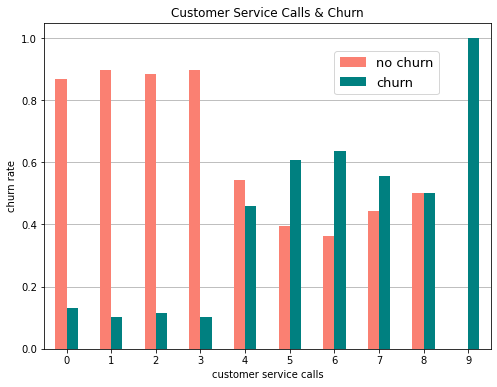 Customer Service Calls & Churn
no churn
churn
churn rate
1.0
0.8
0.6
0.4
0.2
0.0
0 1 2 3 4 5 6 7 8 9
customer service calls